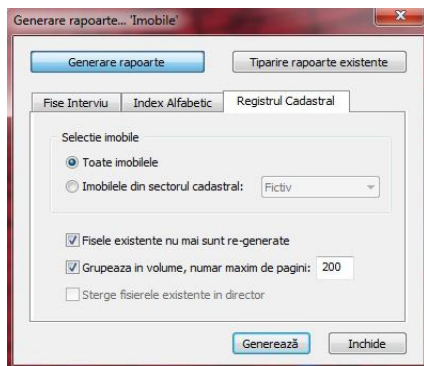 Generare rapoarte... 'Imobile'
Generare rapoarte
Tiparire rapoarte existente
Fise Interviu
Index Alfabetic
Registrul Cadastral
Selectie imobile
Toate imobilele
Imobilele din sectorul cadastral: Fictiv
Fisele existente nu mai sunt re-generate
Grupeaza in volume, numar maxim de pagini: 200
Sterge fisierele existente in director
Generează
Inchide